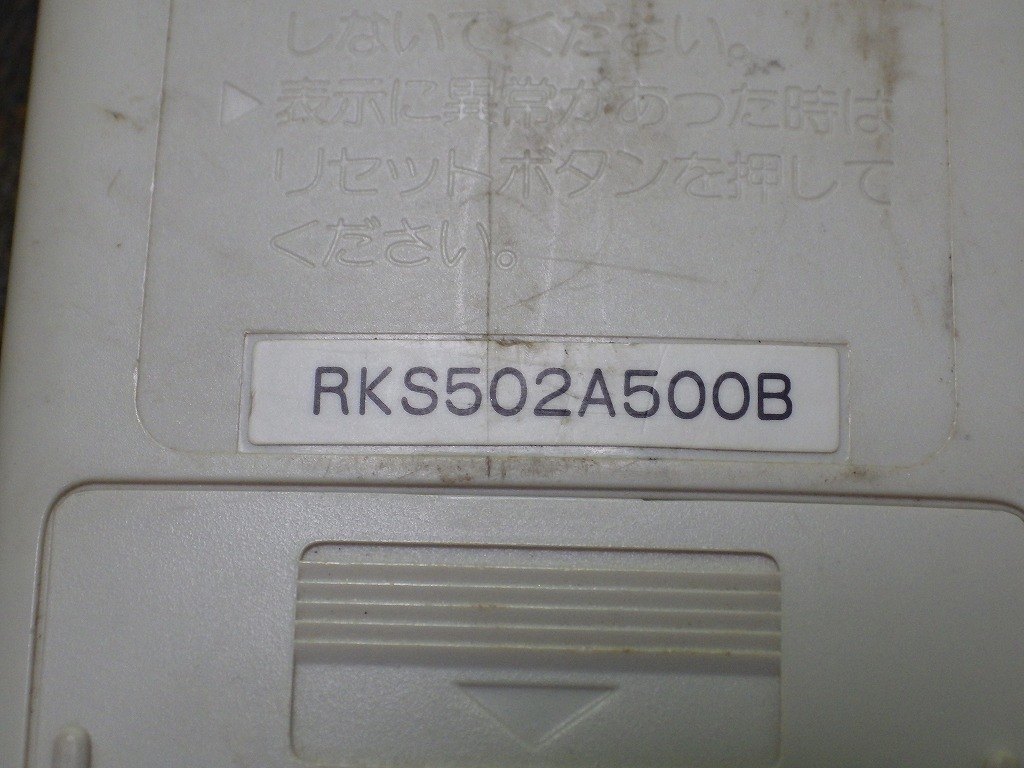 しないでください。
▷表示に異常があった時は
リセットボタンを押して
ください。
RKS502A500B